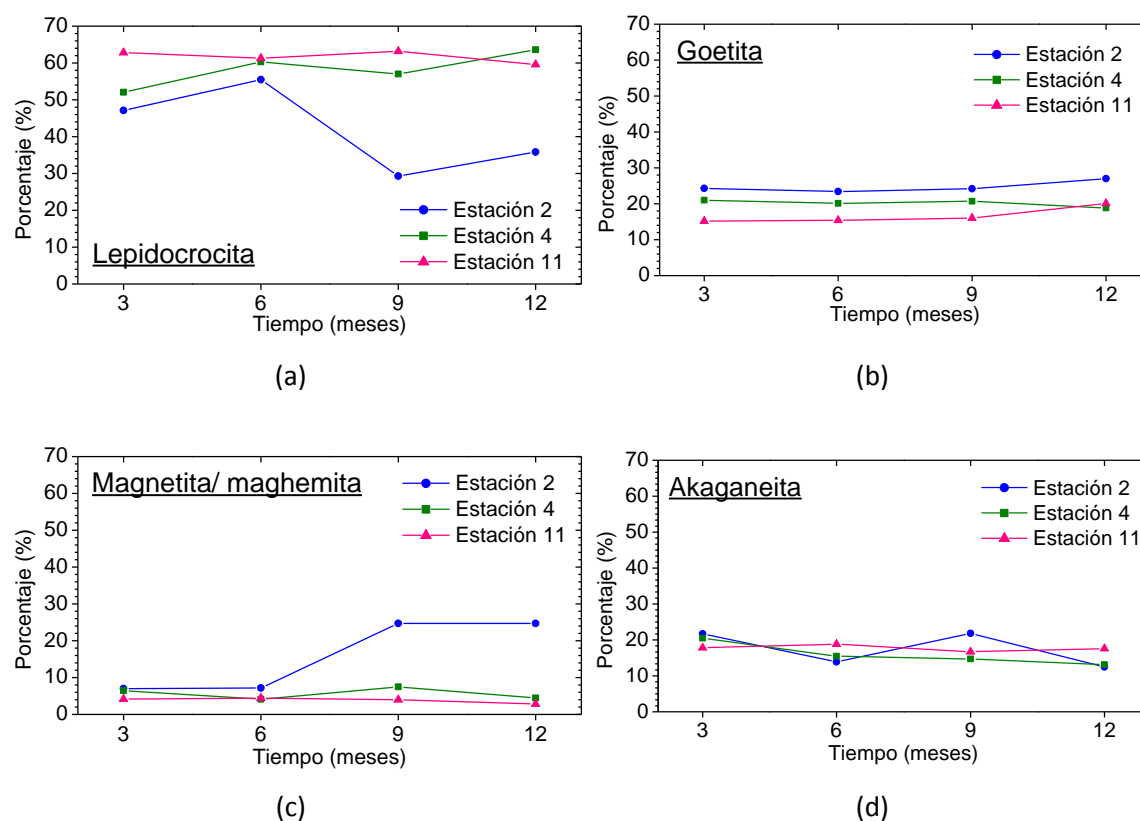 70
60
50
40
30
20
10
0
Porcentaje (%)
Lepidocrocita
Estación 2
Estación 4
Estación 11
3 6 9 12
Tiempo (meses)
(a)
70
60
50
40
30
20
10
0
Porcentaje (%)
Goetita
Estación 2
Estación 4
Estación 11
3 6 9 12
Tiempo (meses)
(b)
70
60
50
40
30
20
10
0
Porcentaje (%)
Magnetita/ maghemita
Estación 2
Estación 4
Estación 11
3 6 9 12
Tiempo (meses)
(c)
70
60
50
40
30
20
10
0
Porcentaje (%)
Akaganeita
Estación 2
Estación 4
Estación 11
3 6 9 12
Tiempo (meses)
(d)